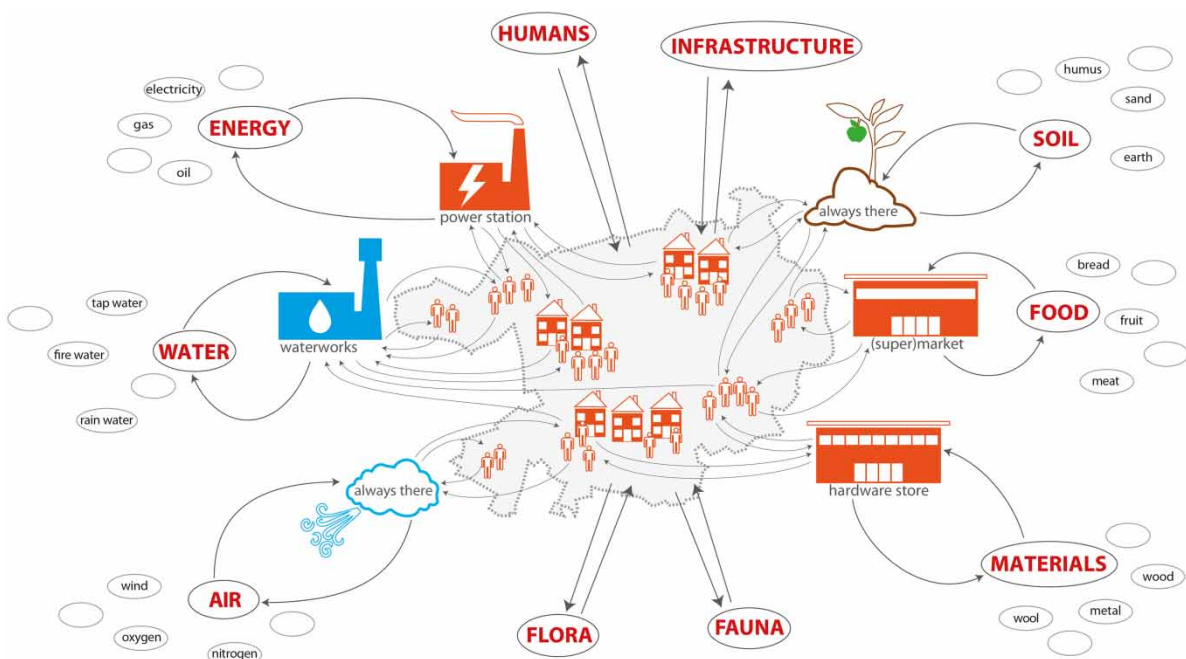 HUMANS
INFRASTRUCTURE
humus
electricity
sand
gas
ENERGY
SOIL
earth
oil
power station
always there
bread
tap water
FOOD
fruit
(super)market
waterworks
fire water
WATER
meat
rain water
always there
hardware store
MATERIALS
wood
wind
AIR
metal
wool
oxygen
FLORA
FAUNA
nitrogen